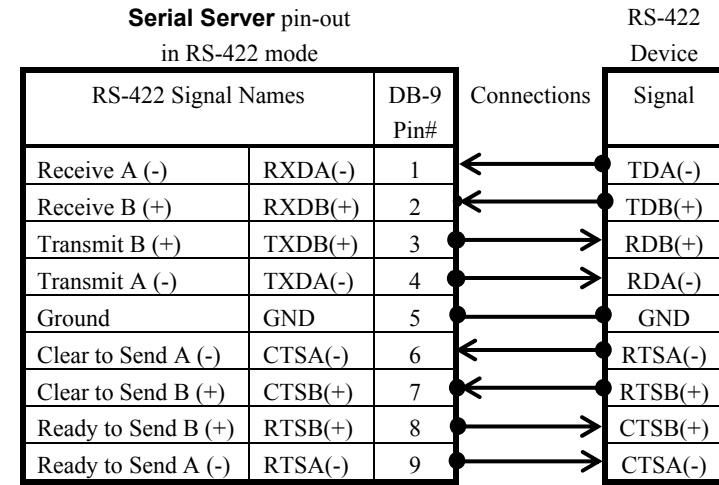 Serial Server pin-out RS-422
in RS-422 mode Device
RS-422 Signal Names DB-9 Connections Signal
Pin#
Receive A (-) RXDA(-) 1 TDA(-)
Receive B (+) RXDB(+) 2 TDB(+)
Transmit B (+) TXDB(+) 3 RDB(+)
Transmit A (-) TXDA(-) 4 RDA(-)
Ground GND 5 GND
Clear to Send A (-) CTSA(-) 6 RTSA(-)
Clear to Send B (+) CTSB(+) 7 RTSB(+)
Ready to Send B (+) RTSB(+) 8 CTSB(+)
Ready to Send A (-) RTSA(-) 9 CTSA(-)